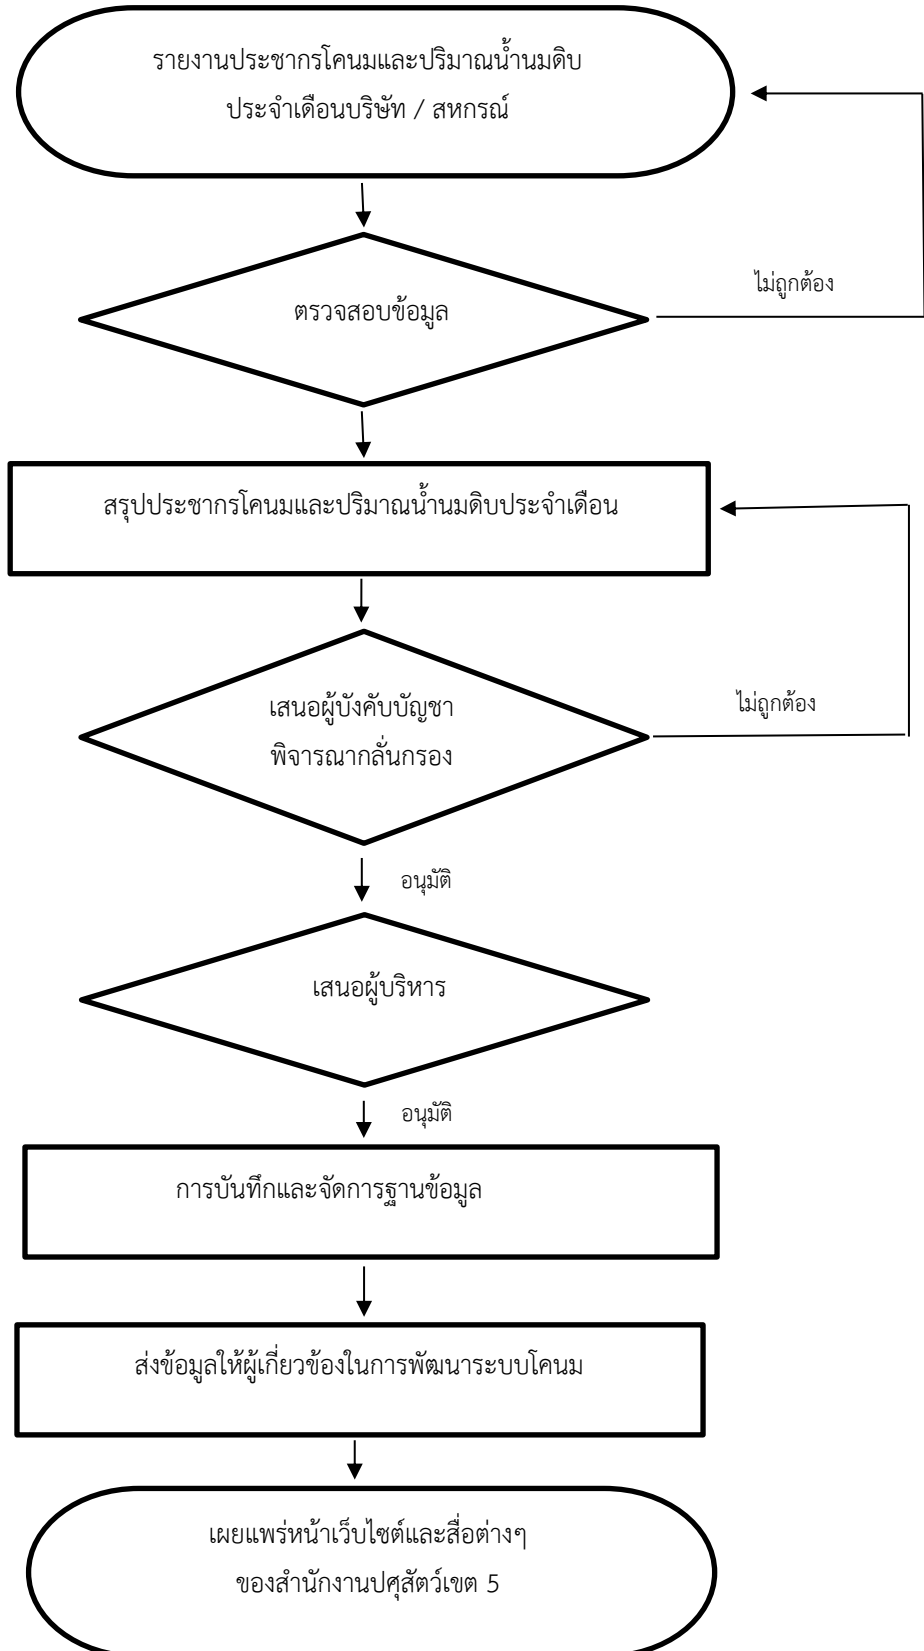 รายงานประชากรโคนมและปริมาณน้ำนมดิบ
ประจำเดือนบริษัท / สหกรณ์
ตรวจสอบข้อมูล
ไม่ถูกต้อง
สรุปประชากรโคนมและปริมาณน้ำนมดิบประจำเดือน
เสนอผู้บังคับบัญชา
พิจารณากลั่นกรอง
ไม่ถูกต้อง
อนุมัติ
เสนอผู้บริหาร
อนุมัติ
การบันทึกและจัดการฐานข้อมูล
ส่งข้อมูลให้ผู้เกี่ยวข้องในการพัฒนาระบบโคนม
เผยแพร่หน้าเว็บไซต์และสื่อต่างๆ
ของสำนักงานปศุสัตว์เขต 5